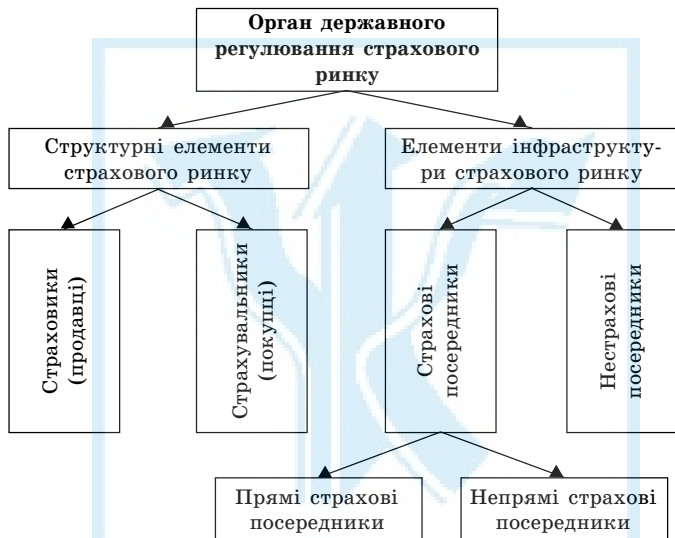 Орган державного
регулювання страхового
ринку
Структурні елементи
страхового ринку
Елементи інфраструкту-
ри страхового ринку
Страховики
(продавці)
Страхувальники
(покупці)
Страхові
посередники
Нестрахові
посередники
Прямі страхові
посередники
Непрямі страхові
посередники